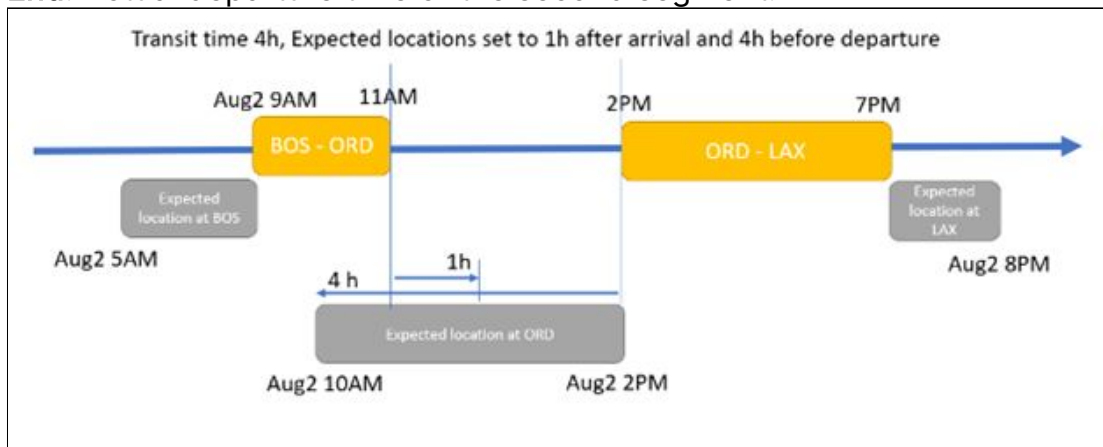 Transit time 4h, Expected locations set to 1h after arrival and 4h before departure
Aug2 9AM
11AM
2PM
7PM
BOS - ORD
ORD - LAX
Expected
location at BOS
Expected
location at
LAX
Aug2 5AM
Aug2 8PM
1h
4 h
Expected location at ORD
Aug2 10AM
Aug2 2PM